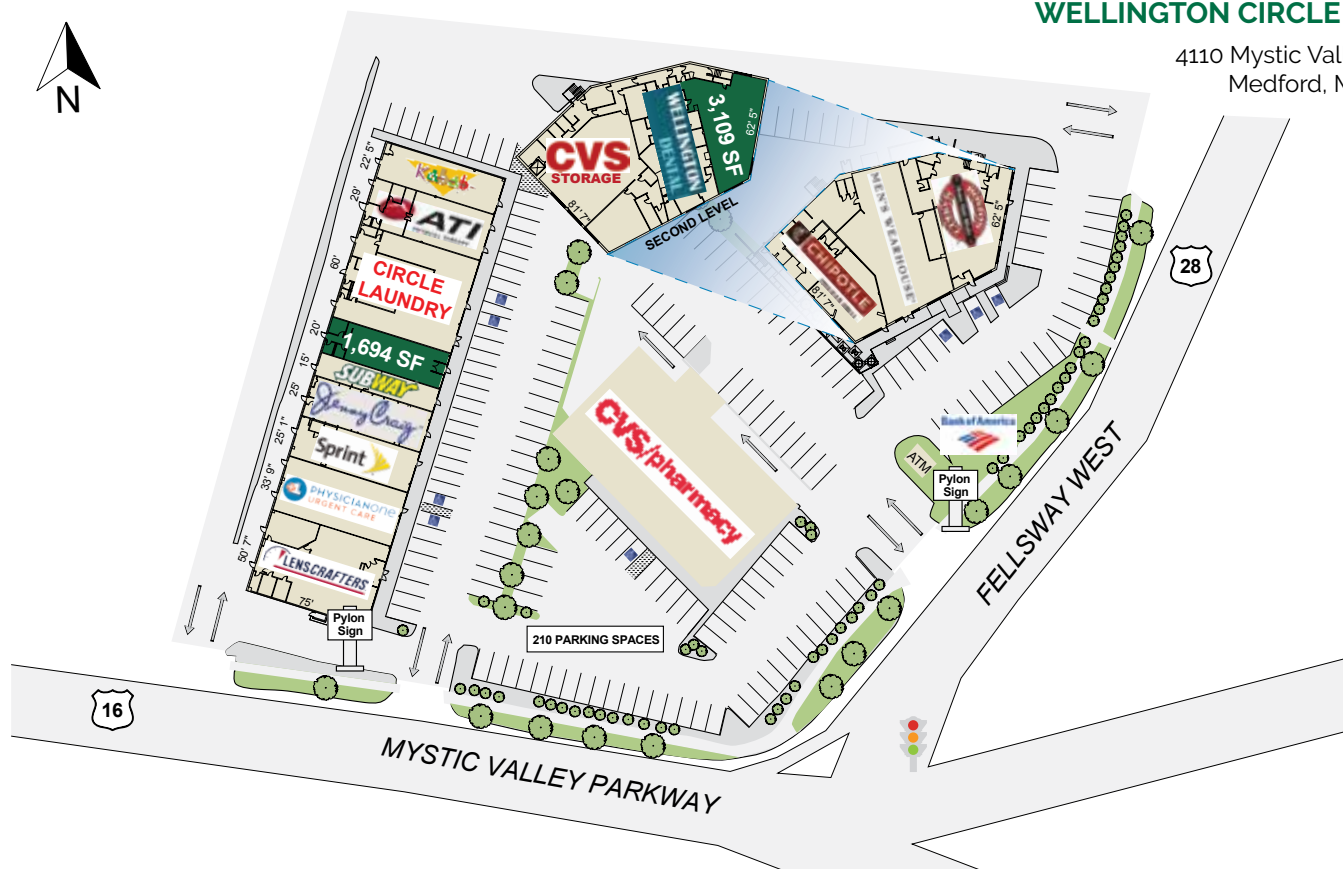 WELLINGTON CIRCLE
4110 Mystic Val
Medford, M
N
22' 5"
29'
60'
20'
15'
25'
25' 1"
33' 9"
50' 7"
75'
ATI
CIRCLE
LAUNDRY
1,694 SF
SUBWAY
Jenny Craig
Sprint
PHYSICIANONE
URGENT CARE
LENSCRAFTERS
Pylon
Sign
CVS
STORAGE
81'7"
WELLINGTON
DENTAL
3,109 SF
62' 5"
SECOND LEVEL
CHIPOTLE
81'7"
MEN'S WEARHOUSE
62' 5"
CVS/pharmacy
210 PARKING SPACES
Bank of America
ATM
Pylon
Sign
28
FELLSWAY WEST
16
MYSTIC VALLEY PARKWAY